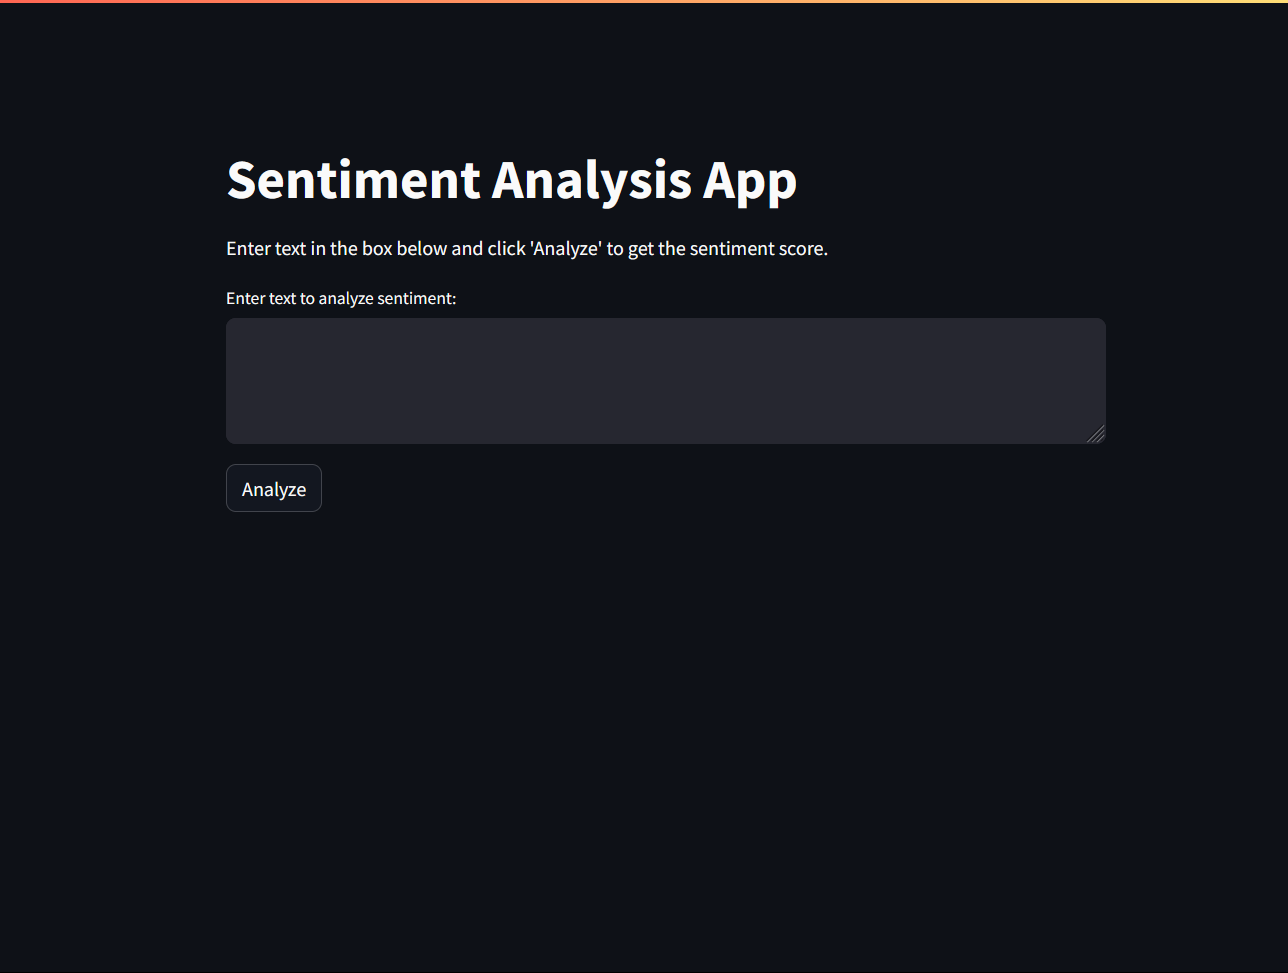 Sentiment Analysis App
Enter text in the box below and click 'Analyze' to get the sentiment score.
Enter text to analyze sentiment:
Analyze